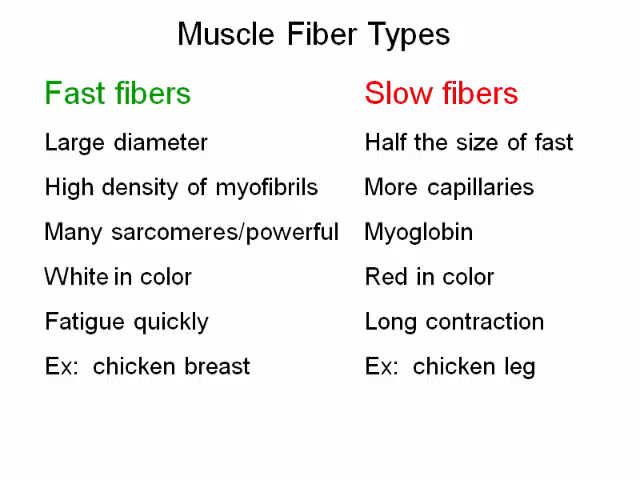 Muscle Fiber Types
Fast fibers
Large diameter
High density of myofibrils
Many sarcomeres/powerful
White in color
Fatigue quickly
Ex: chicken breast
Slow fibers
Half the size of fast
More capillaries
Myoglobin
Red in color
Long contraction
Ex: chicken leg